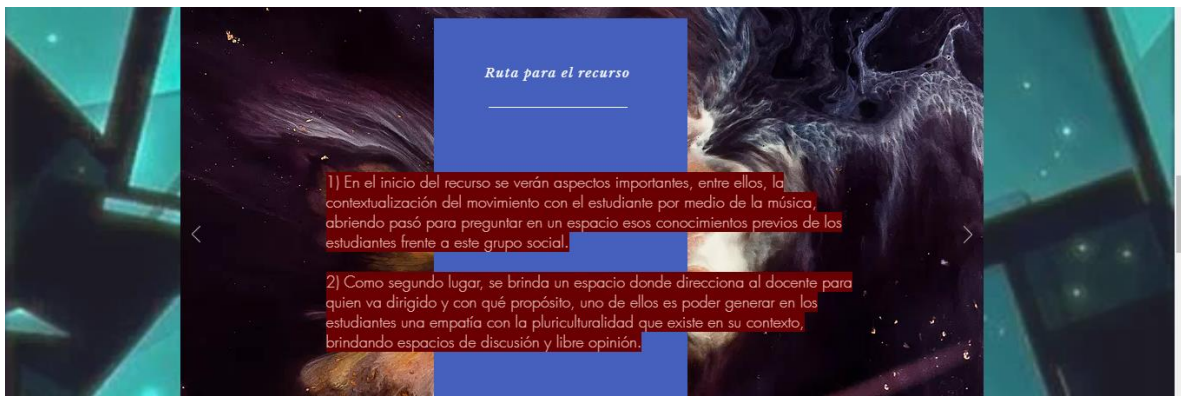 Ruta para el recurso
1) En el inicio del recurso se verán aspectos importantes, entre ellos, la
contextualización del movimiento con el estudiante por medio de la música,
abriendo pasó para preguntar en un espacio esos conocimientos previos de los
estudiantes frente a este grupo social.
2) Como segundo lugar, se brinda un espacio donde direcciona al docente para
quien va dirigido y con qué propósito, uno de ellos es poder generar en los
estudiantes una empatía con la pluriculturalidad que existe en su contexto,
brindando espacios de discusión y libre opinión.